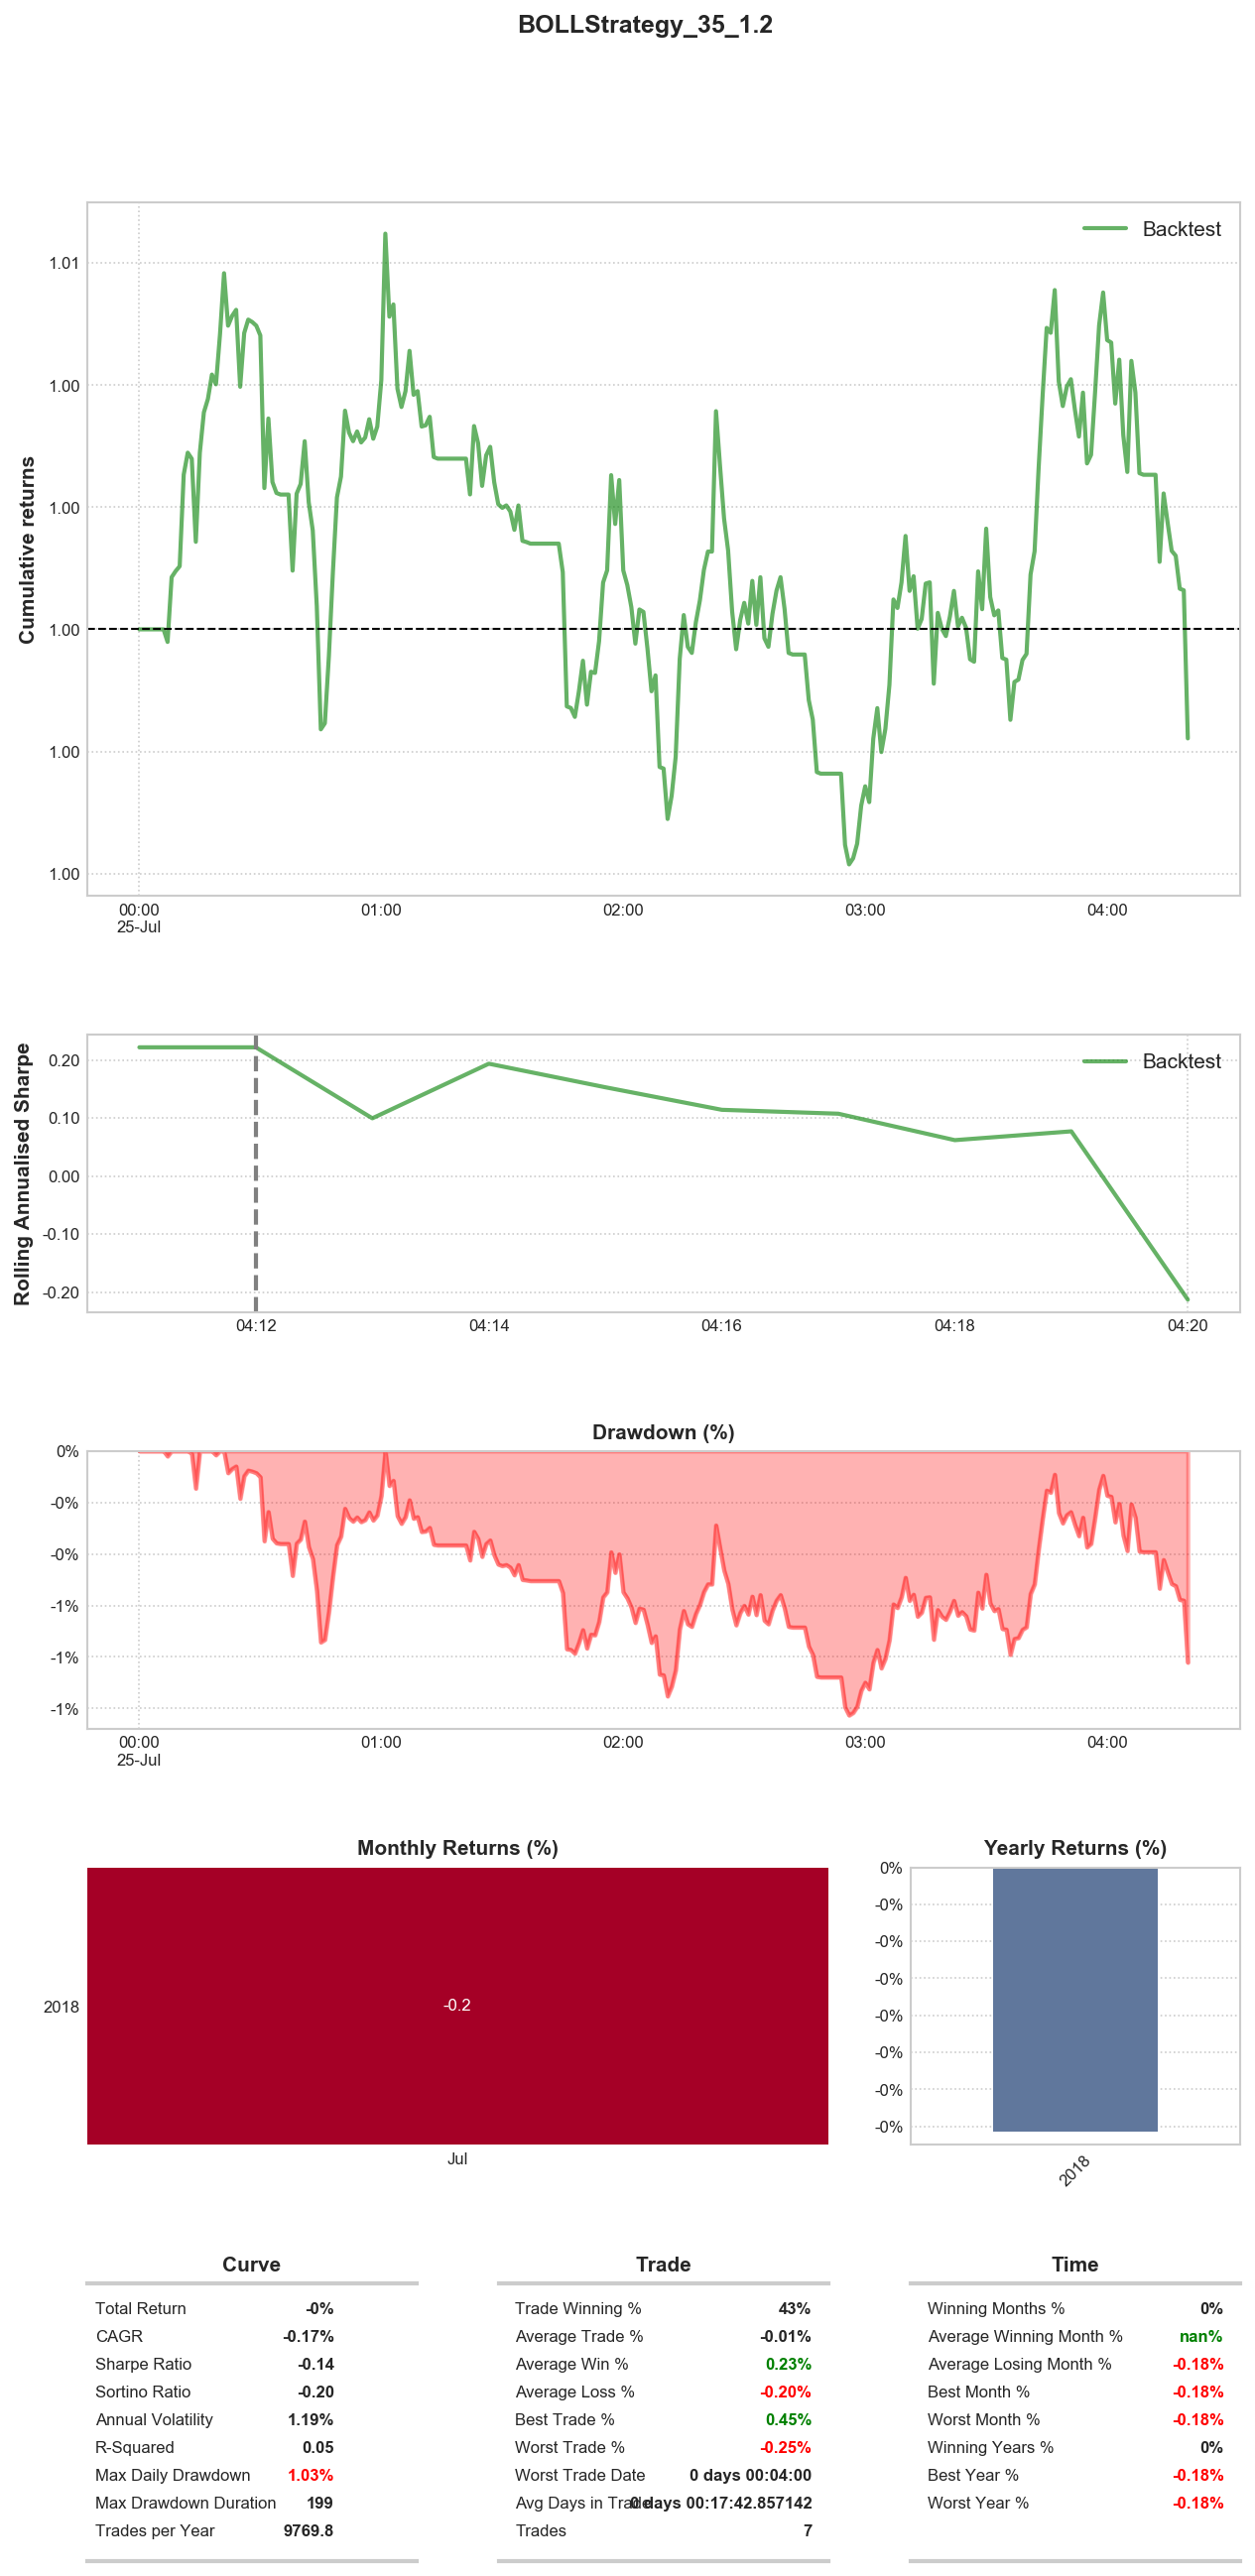 BOLLStrategy_35_1.2
Cumulative returns
Backtest
1.01
1.00
1.00
1.00
1.00
1.00
00:00 01:00 02:00 03:00 04:00
25-Jul
Rolling Annualised Sharpe
Backtest
0.20
0.10
0.00
-0.10
-0.20
04:12 04:14 04:16 04:18 04:20
Drawdown (%)
0%
-0%
-0%
-1%
-1%
-1%
00:00 01:00 02:00 03:00 04:00
25-Jul
Monthly Returns (%)
2018
-0.2
Jul
Yearly Returns (%)
0%
-0%
-0%
-0%
-0%
-0%
-0%
-0%
2018
Curve
Total Return -0%
CAGR -0.17%
Sharpe Ratio -0.14
Sortino Ratio -0.20
Annual Volatility 1.19%
R-Squared 0.05
Max Daily Drawdown 1.03%
Max Drawdown Duration 199
Trades per Year 9769.8
Trade
Trade Winning % 43%
Average Trade % -0.01%
Average Win % 0.23%
Average Loss % -0.20%
Best Trade % 0.45%
Worst Trade % -0.25%
Worst Trade Date 0 days 00:04:00
Avg Days in Trade 0 days 00:17:42.857142
Trades 7
Time
Winning Months % 0%
Average Winning Month % nan%
Average Losing Month % -0.18%
Best Month % -0.18%
Worst Month % -0.18%
Winning Years % 0%
Best Year % -0.18%
Worst Year % -0.18%